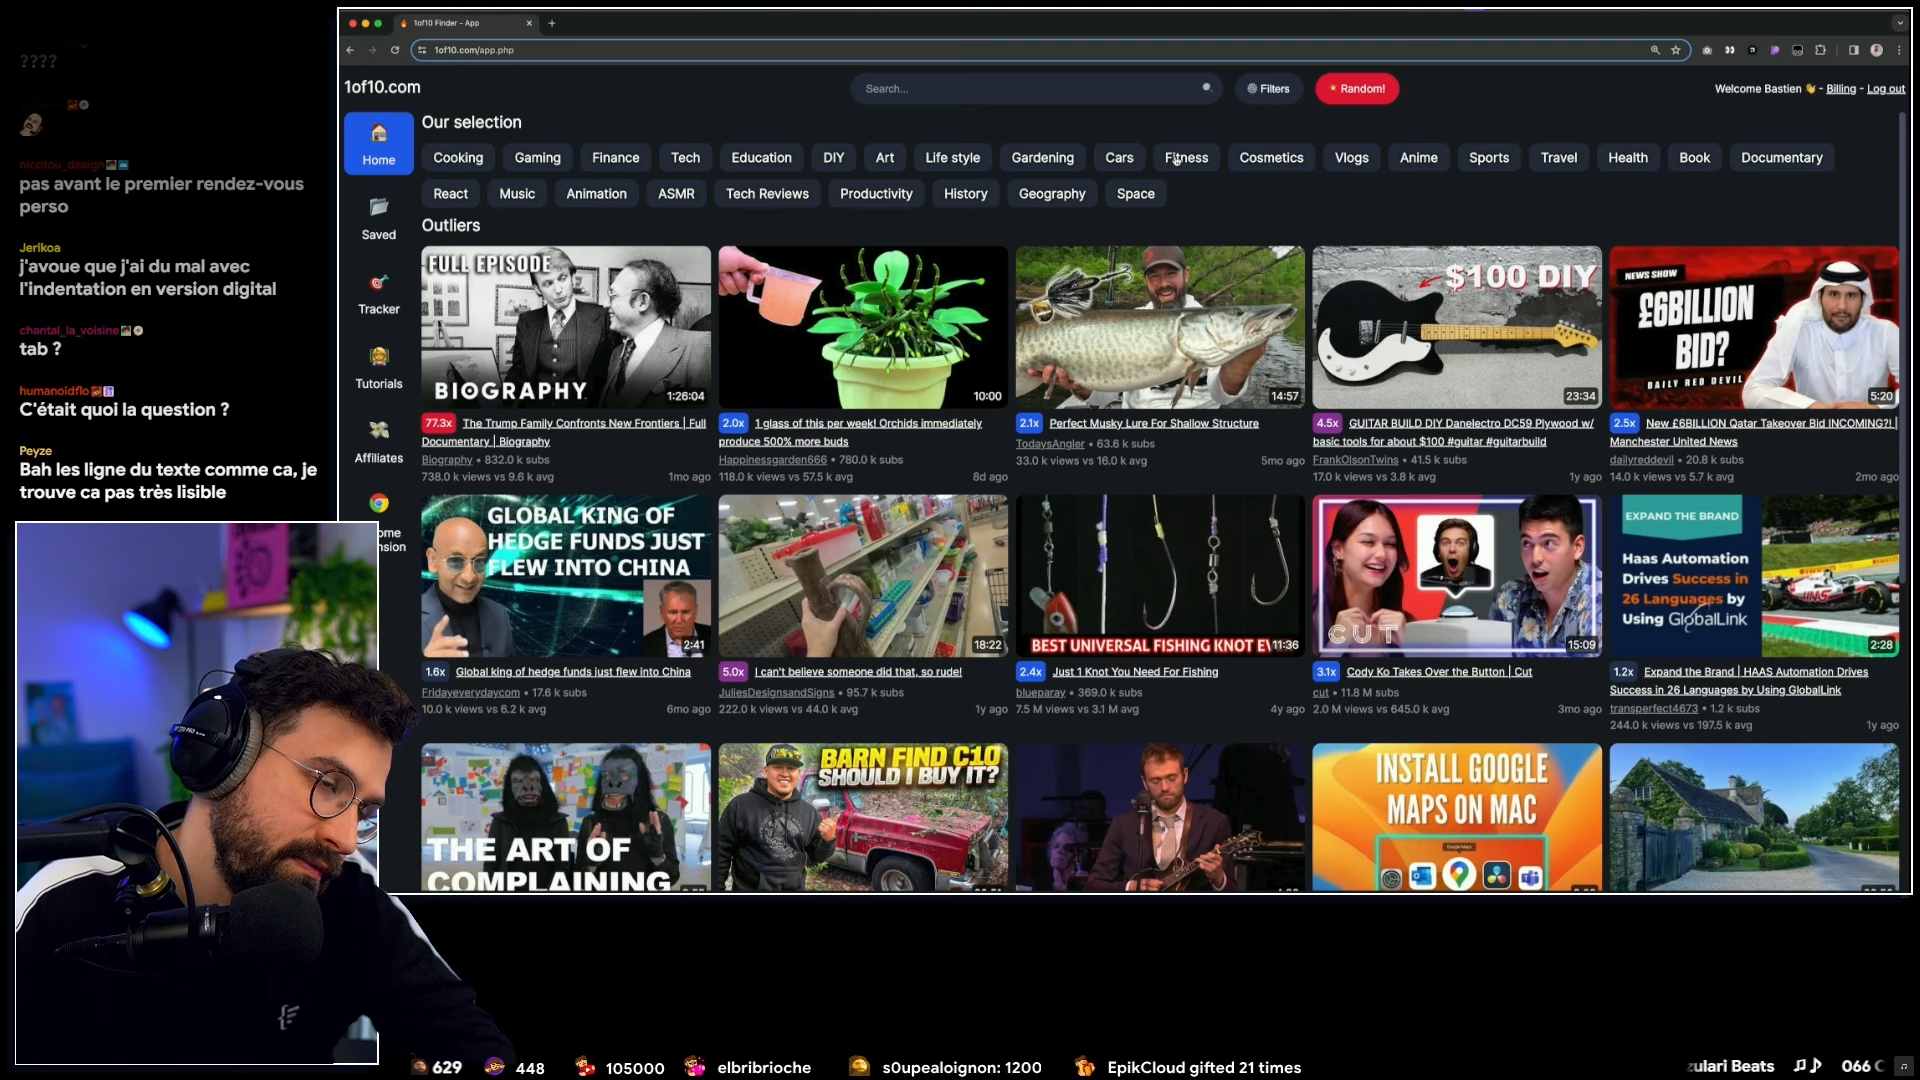 ????
nicotou_design
pas avant le premier rendez-vous
perso
Jerikoa
j'avoue que j'ai du mal avec
l'indentation en version digital
chantal_la_voisine
tab ?
humanoidflo
C'était quoi la question ?
Peyze
Bah les ligne du texte comme ca, je
trouve ca pas très lisible
1of10 Finder - App
1of10.com/app.php
1of10.com
Search...
Filters
Random!
Welcome Bastien 👋 - Billing - Log out
Home
Saved
Tracker
Tutorials
Affiliates
Our selection
Cooking Gaming Finance Tech Education DIY Art Life style Gardening Cars Fitness Cosmetics Vlogs Anime Sports Travel Health Book Documentary
React Music Animation ASMR Tech Reviews Productivity History Geography Space
Outliers
FULL EPISODE
BIOGRAPHY
1:26:04
77.3x The Trump Family Confronts New Frontiers | Full
Documentary | Biography
Biography • 832.0 k subs
738.0 k views vs 9.6 k avg 1mo ago
10:00
2.0x 1 glass of this per week! Orchids immediately
produce 500% more buds
Happinessgarden666 • 780.0 k subs
118.0 k views vs 57.5 k avg 8d ago
14:57
2.1x Perfect Musky Lure For Shallow Structure
TodaysAngler • 63.6 k subs
33.0 k views vs 16.0 k avg 5mo ago
$100 DIY
23:34
4.5x GUITAR BUILD DIY Danelectro DC59 Plywood w/
basic tools for about $100 #guitar #guitarbuild
FrankOlsonTwins • 41.5 k subs
17.0 k views vs 3.8 k avg 1y ago
NEWS SHOW
£6BILLION
BID?
DAILY RED DEVIL
5:20
2.5x New £6BILLION Qatar Takeover Bid INCOMING?! |
Manchester United News
dailyreddevil • 20.8 k subs
14.0 k views vs 5.7 k avg 2mo ago
GLOBAL KING OF
HEDGE FUNDS JUST
FLEW INTO CHINA
2:41
1.6x Global king of hedge funds just flew into China
Fridayeverydaycom • 17.6 k subs
10.0 k views vs 6.2 k avg 6mo ago
18:22
5.0x I can't believe someone did that, so rude!
JuliesDesignsandSigns • 95.7 k subs
222.0 k views vs 44.0 k avg 1y ago
BEST UNIVERSAL FISHING KNOT EV
11:36
2.4x Just 1 Knot You Need For Fishing
blueparay • 369.0 k subs
7.5 M views vs 3.1 M avg 4y ago
CUT
15:09
3.1x Cody Ko Takes Over the Button | Cut
cut • 11.8 M subs
2.0 M views vs 645.0 k avg 3mo ago
EXPAND THE BRAND
Haas Automation
Drives Success in
26 Languages by
Using GlobalLink
2:28
1.2x Expand the Brand | HAAS Automation Drives
Success in 26 Languages by Using GlobalLink
transperfect4673 • 1.2 k subs
244.0 k views vs 197.5 k avg 1y ago
THE ART OF
COMPLAINING
BARN FIND C10
SHOULD I BUY IT?
INSTALL GOOGLE
MAPS ON MAC
Google Maps
629 448 105000 elbribrioche s0upealoignon: 1200 EpikCloud gifted 21 times
zulari Beats
066